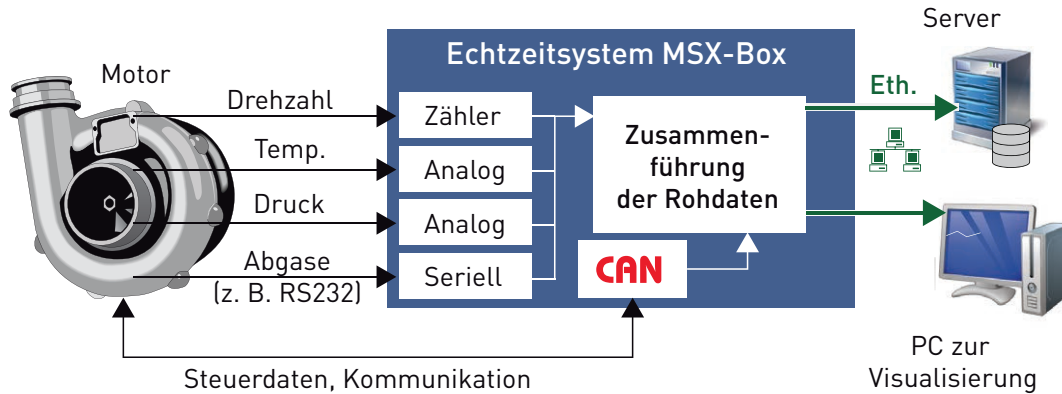 Server
Echtzeitsystem MSX-Box
Motor
Eth.
Drehzahl
Zähler
Zusammen-
führung
der Rohdaten
Temp.
Analog
Druck
Analog
Abgase
(z. B. RS232)
Seriell
CAN
PC zur
Visualisierung
Steuerdaten, Kommunikation